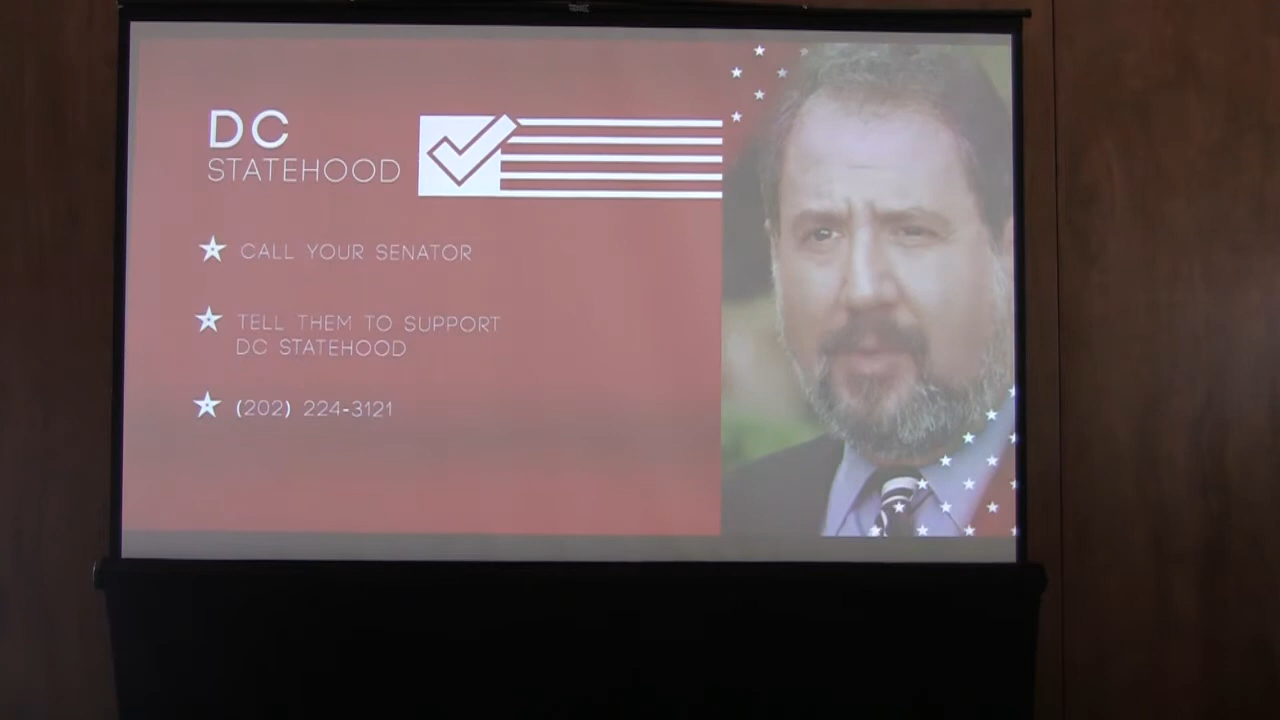 DC
STATEHOOD
CALL YOUR SENATOR
TELL THEM TO SUPPORT
DC STATEHOOD
(202) 224-3121